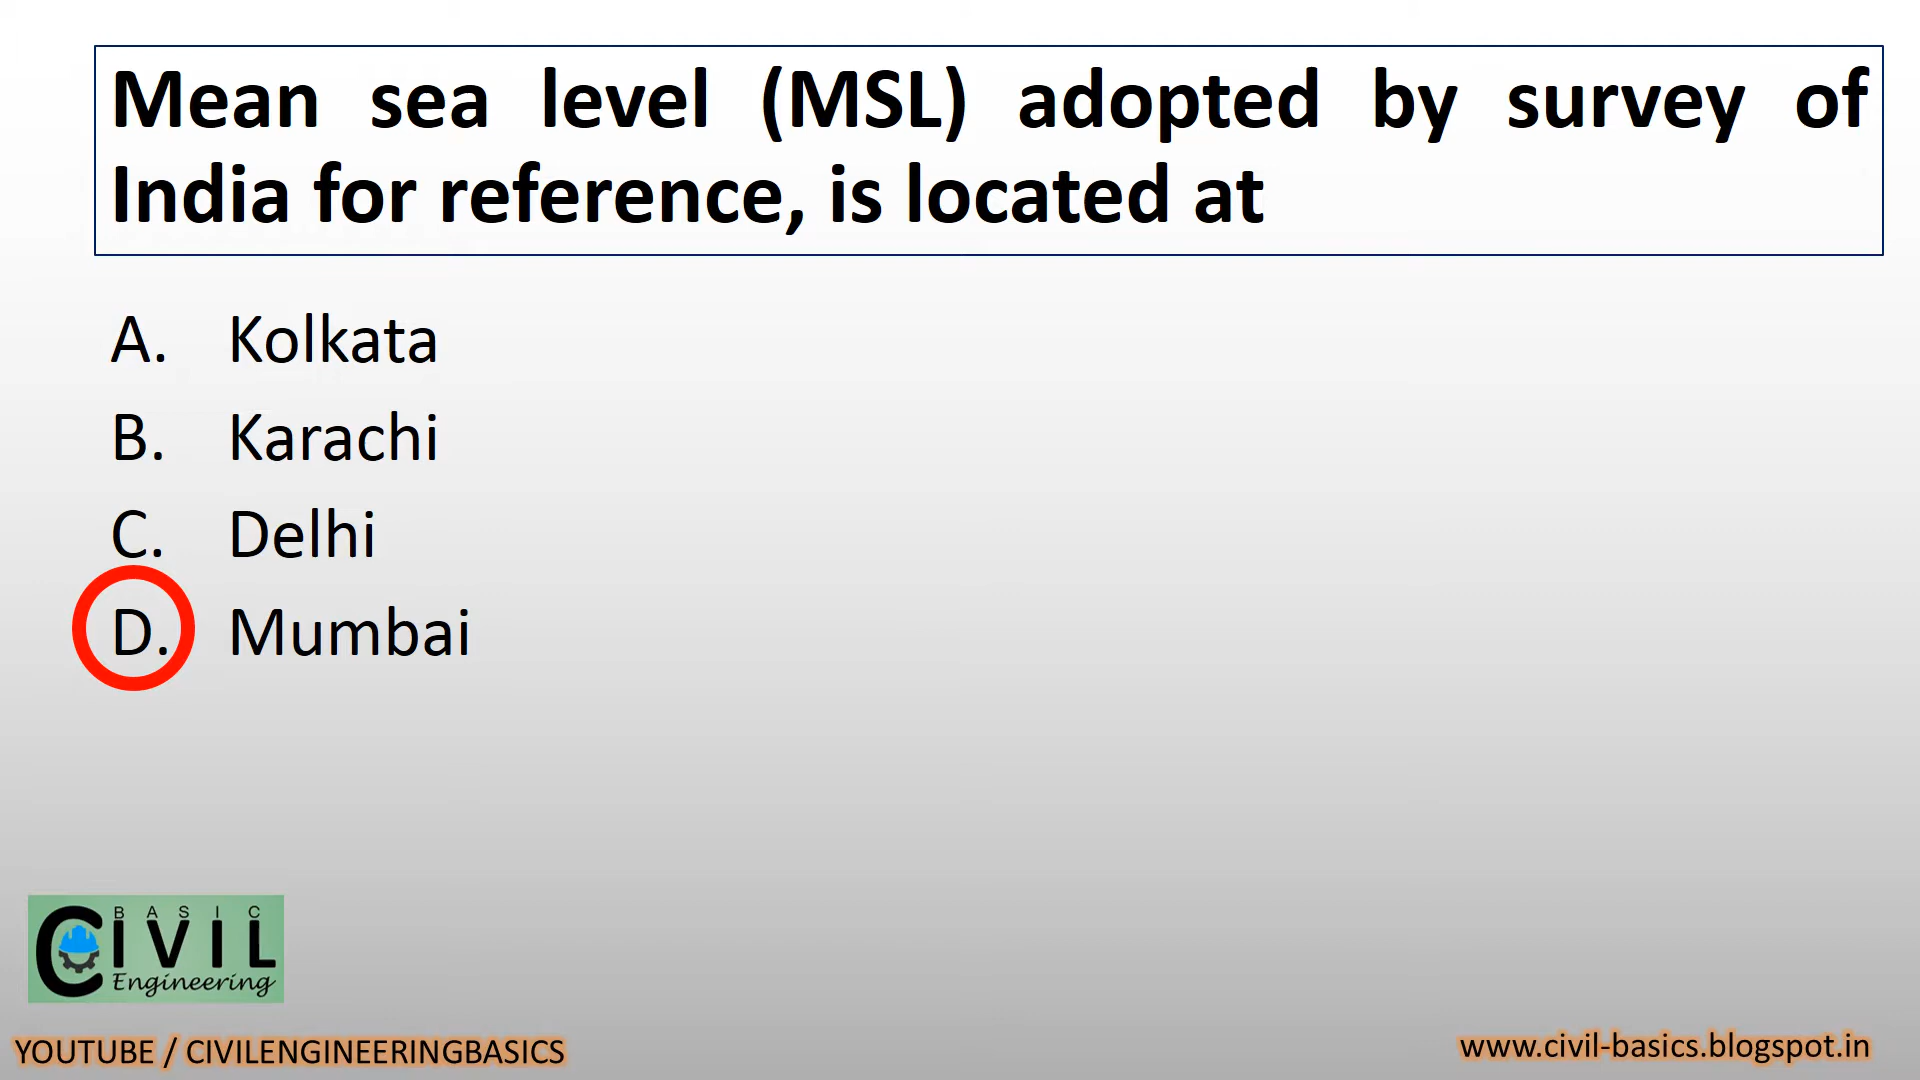 Mean sea level (MSL) adopted by survey of
India for reference, is located at
A. Kolkata
B. Karachi
C. Delhi
D. Mumbai
BASIC
CIVIL
Engineering
YOUTUBE / CIVILENGINEERINGBASICS
www.civil-basics.blogspot.in